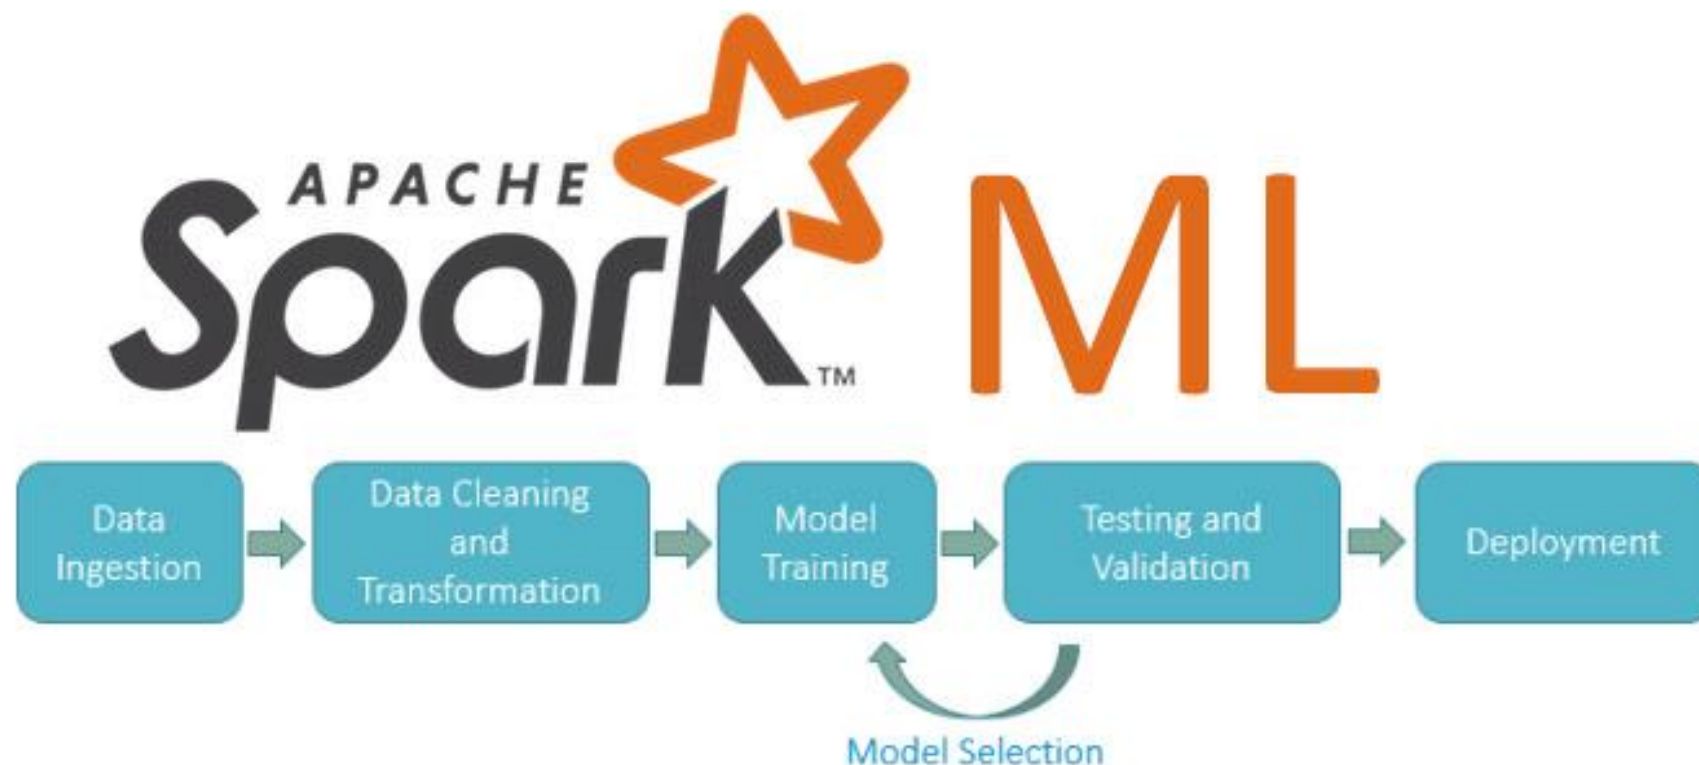 APACHE
Spark™ ML
Data
Ingestion
Data Cleaning
and
Transformation
Model
Training
Testing and
Validation
Deployment
Model Selection